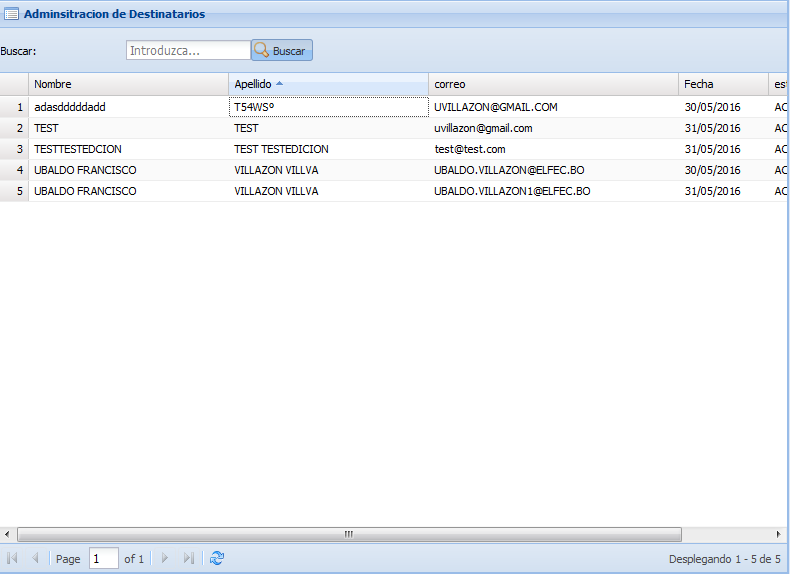 Adminsitracion de Destinatarios
Buscar: Introduzca... Buscar
Nombre Apellido correo Fecha est
1 adasdddddadd T54WSº UVILLAZON@GMAIL.COM 30/05/2016 AC
2 TEST TEST uvillazon@gmail.com 31/05/2016 AC
3 TESTTESTEDCION TEST TESTEDICION test@test.com 31/05/2016 AC
4 UBALDO FRANCISCO VILLAZON VILLVA UBALDO.VILLAZON@ELFEC.BO 30/05/2016 AC
5 UBALDO FRANCISCO VILLAZON VILLVA UBALDO.VILLAZON1@ELFEC.BO 31/05/2016 AC
Page 1 of 1 Desplegando 1 - 5 de 5